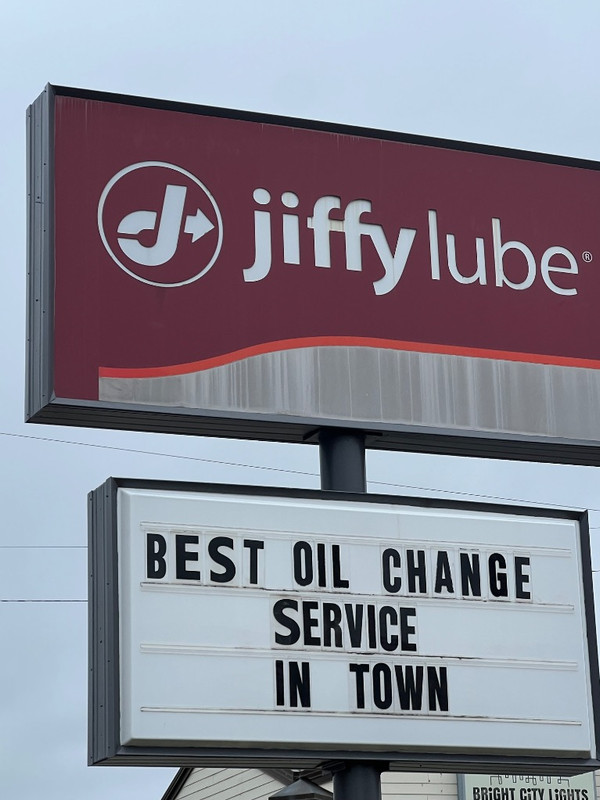 jiffy lube®
BEST OIL CHANGE
SERVICE
IN TOWN
BRIGHT CITY LIGHTS